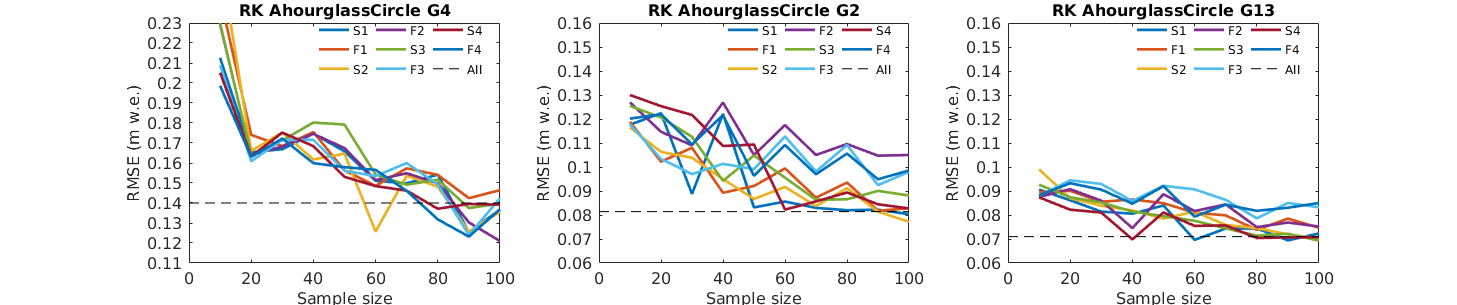 RK AhourglassCircle G4
0.23
0.22
0.21
0.2
0.19
0.18
0.17
0.16
0.15
0.14
0.13
0.12
0.11
RMSE (m w.e.)
S1 F2 S4
F1 S3 F4
S2 F3 All
0 20 40 60 80 100
Sample size
RK AhourglassCircle G2
0.16
0.15
0.14
0.13
0.12
0.11
0.1
0.09
0.08
0.07
0.06
RMSE (m w.e.)
S1 F2 S4
F1 S3 F4
S2 F3 All
0 20 40 60 80 100
Sample size
RK AhourglassCircle G13
0.16
0.15
0.14
0.13
0.12
0.11
0.1
0.09
0.08
0.07
0.06
RMSE (m w.e.)
S1 F2 S4
F1 S3 F4
S2 F3 All
0 20 40 60 80 100
Sample size